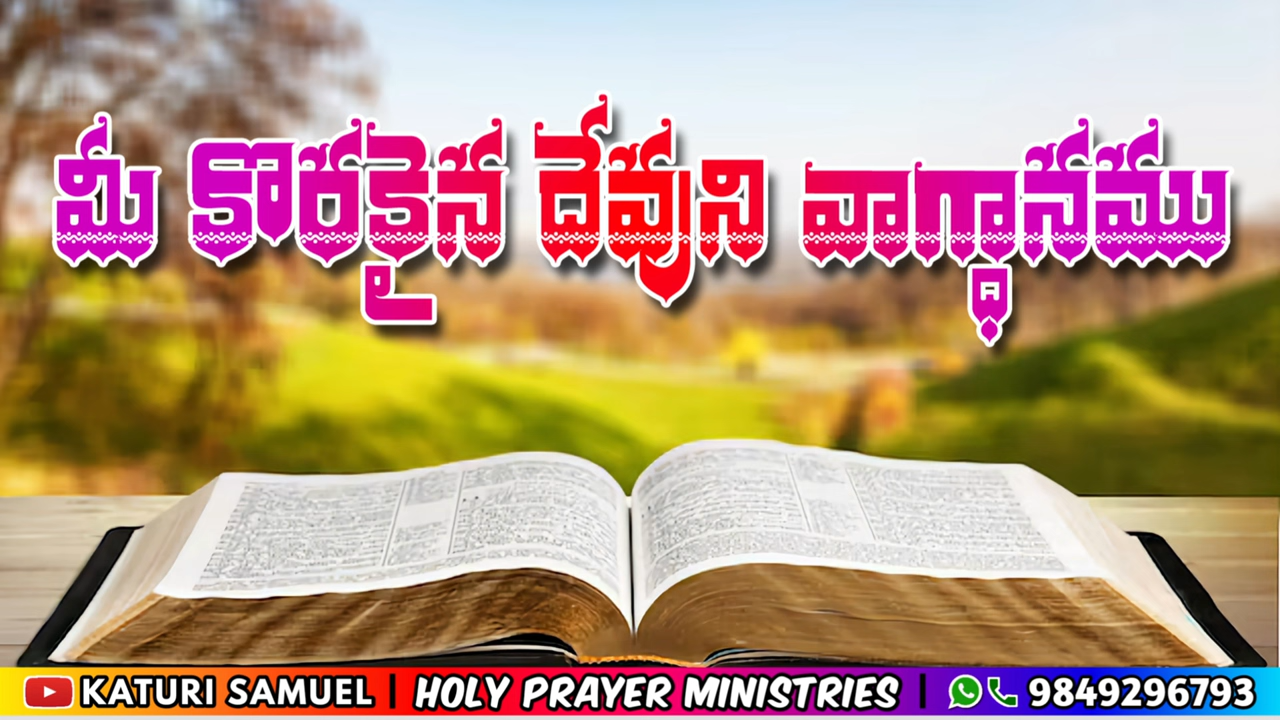 మీ కొరకైన దేవుని వాగ్ధానము
KATURI SAMUEL | HOLY PRAYER MINISTRIES | 9849296793